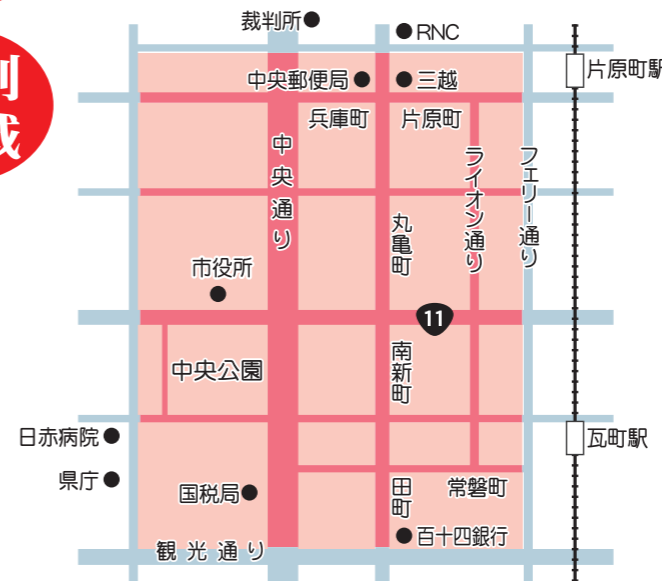 裁判所
RNC
中央郵便局
三越
片原町駅
兵庫町
片原町
中央通り
ライオン通り
フェリー通り
丸亀町
市役所
11
中央公園
南新町
日赤病院
瓦町駅
県庁
国税局
田町
常磐町
百十四銀行
観光通り